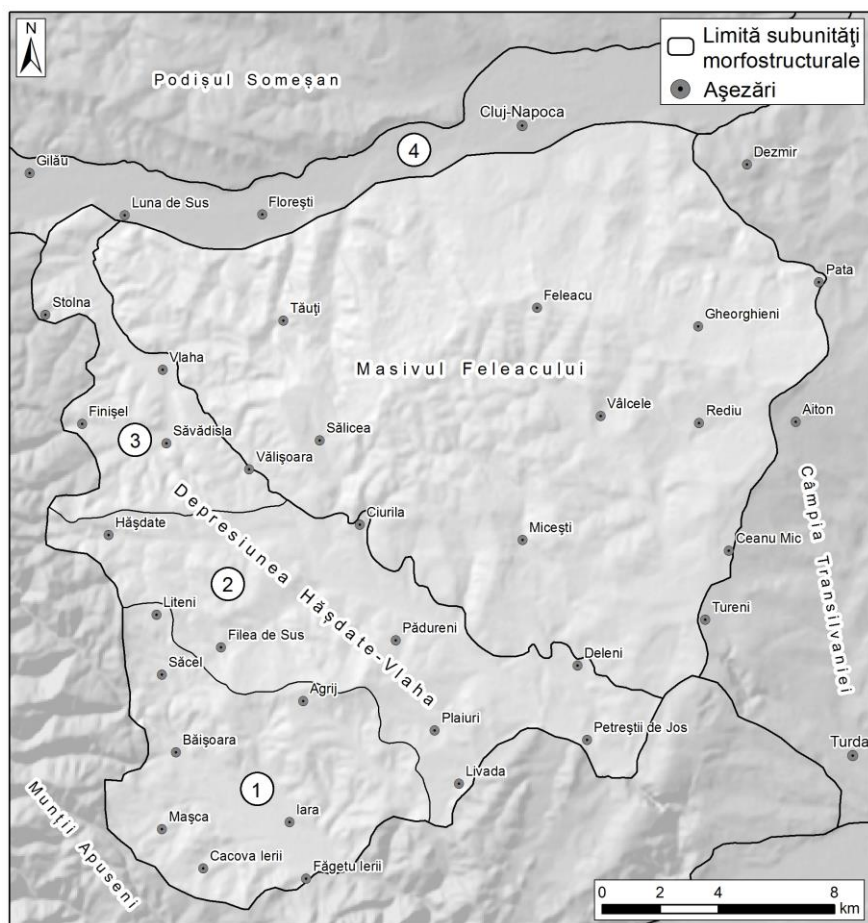 N
Limită subunităţi
morfostructurale
Aşezări
Podişul Someşan
Cluj-Napoca
4
Dezmir
Gilău
Luna de Sus
Floreşti
Pata
Stolna
Tăuţi
Feleacu
Gheorghieni
Vlaha
Masivul Feleacului
Finişel
3
Săvădisla
Sălicea
Vâlcele
Rediu
Aiton
Vălişoara
Câmpia Transilvaniei
Depresiunea Hăşdate-Vlaha
Hăşdate
Ciurila
Miceşti
Ceanu Mic
2
Liteni
Filea de Sus
Pădureni
Tureni
Săcel
Deleni
Agrij
Plaiuri
Petreştii de Jos
Băişoara
Turda
1
Livada
Munţii Apuseni
Maşca
Iara
Cacova Ierii
Făgetu Ierii
0 2 4 8
km